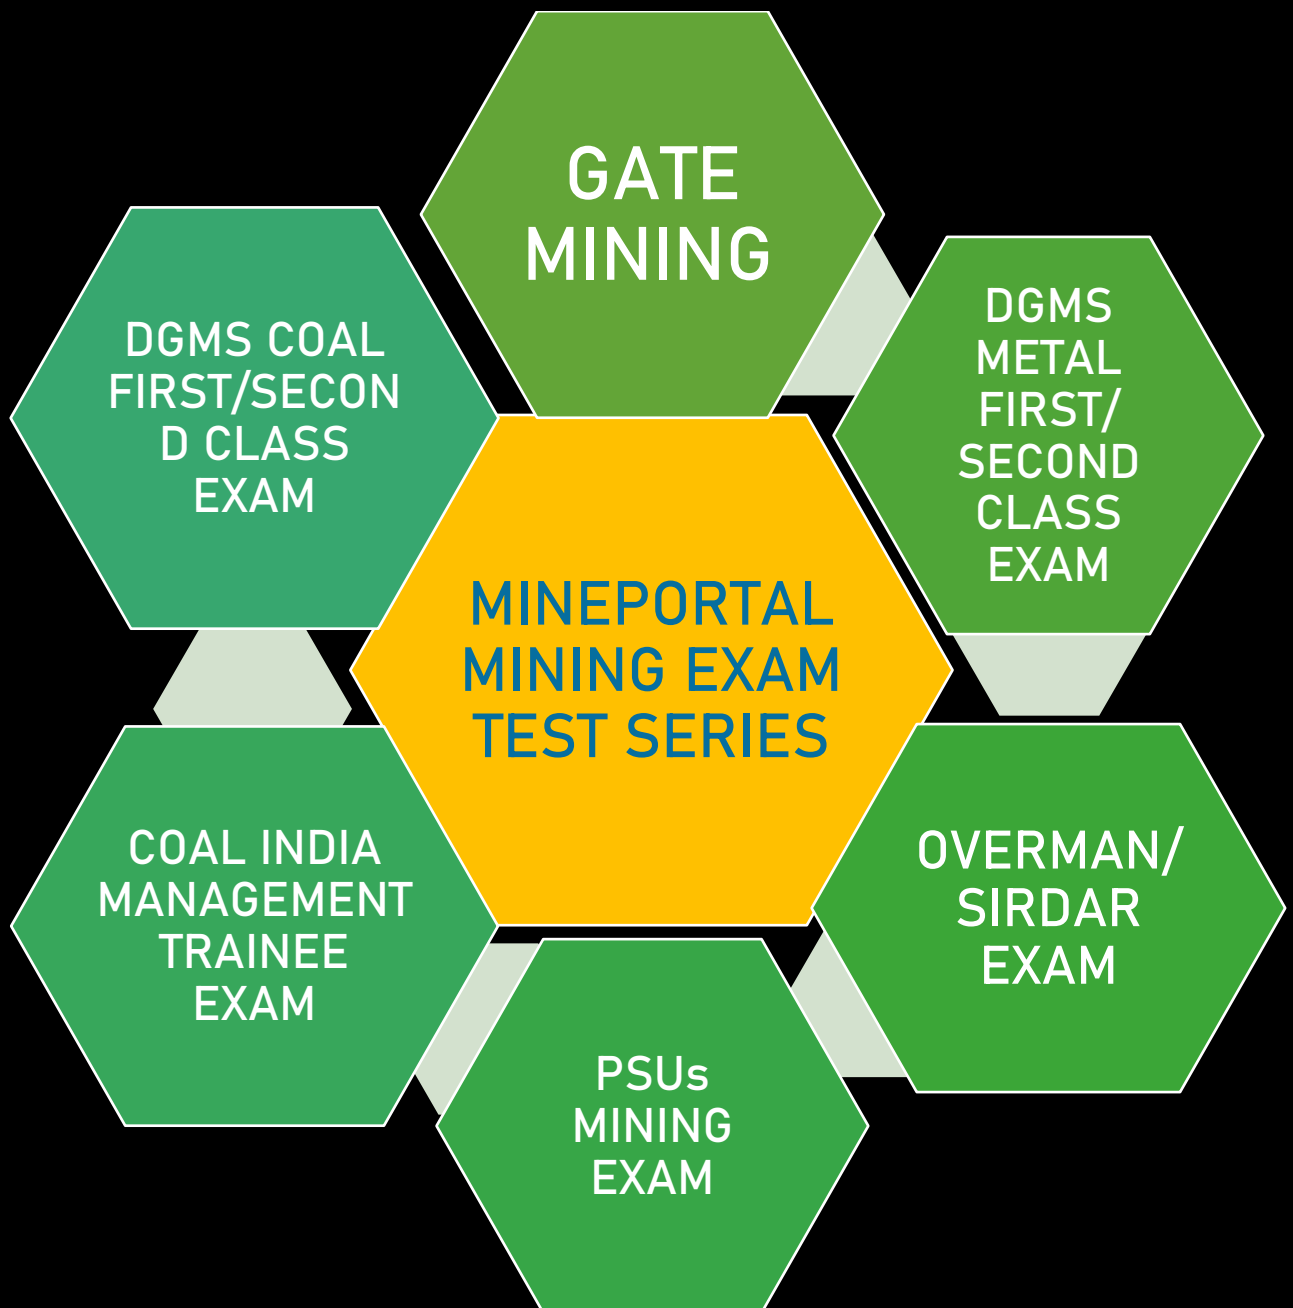 GATE
MINING
DGMS COAL
FIRST/SECON
D CLASS
EXAM
DGMS
METAL
FIRST/
SECOND
CLASS
EXAM
MINEPORTAL
MINING EXAM
TEST SERIES
COAL INDIA
MANAGEMENT
TRAINEE
EXAM
OVERMAN/
SIRDAR
EXAM
PSUs
MINING
EXAM